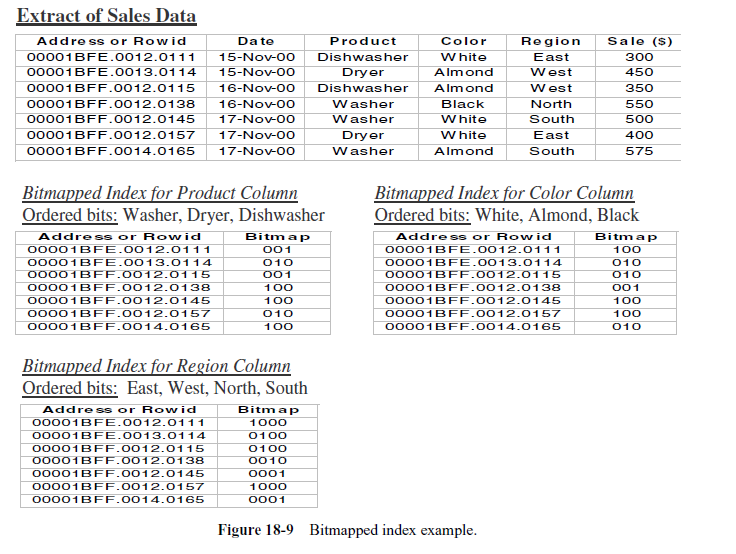 Extract of Sales Data
Address or Rowid Date Product Color Region Sale ($)
00001BFE.0012.0111 15-Nov-00 Dishwasher White East 300
00001BFE.0013.0114 15-Nov-00 Dryer Almond West 450
00001BFF.0012.0115 16-Nov-00 Dishwasher Almond West 350
00001BFF.0012.0138 16-Nov-00 Washer Black North 550
00001BFF.0012.0145 17-Nov-00 Washer White South 500
00001BFF.0012.0157 17-Nov-00 Dryer White East 400
00001BFF.0014.0165 17-Nov-00 Washer Almond South 575
Bitmapped Index for Product Column
Ordered bits: Washer, Dryer, Dishwasher
Address or Rowid Bitmap
00001BFE.0012.0111 001
00001BFE.0013.0114 010
00001BFF.0012.0115 001
00001BFF.0012.0138 100
00001BFF.0012.0145 100
00001BFF.0012.0157 010
00001BFF.0014.0165 100
Bitmapped Index for Color Column
Ordered bits: White, Almond, Black
Address or Rowid Bitmap
00001BFE.0012.0111 100
00001BFE.0013.0114 010
00001BFF.0012.0115 010
00001BFF.0012.0138 001
00001BFF.0012.0145 100
00001BFF.0012.0157 100
00001BFF.0014.0165 010
Bitmapped Index for Region Column
Ordered bits: East, West, North, South
Address or Rowid Bitmap
00001BFE.0012.0111 1000
00001BFE.0013.0114 0100
00001BFF.0012.0115 0100
00001BFF.0012.0138 0010
00001BFF.0012.0145 0001
00001BFF.0012.0157 1000
00001BFF.0014.0165 0001
Figure 18-9 Bitmapped index example.